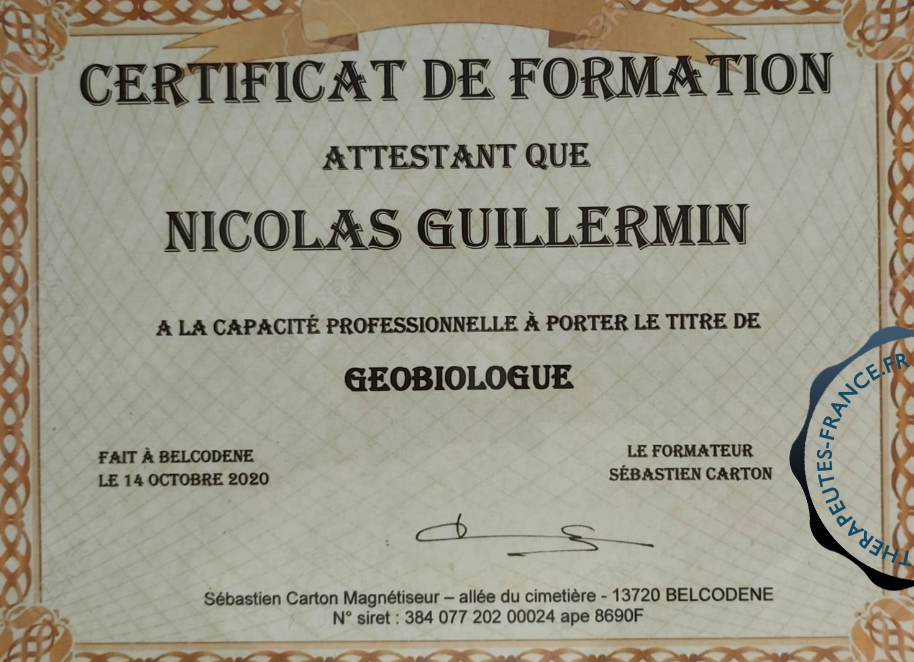 CERTIFICAT DE FORMATION
ATTESTANT QUE
NICOLAS GUILLERMIN
A LA CAPACITÉ PROFESSIONNELLE À PORTER LE TITRE DE
GEOBIOLOGUE
FAIT À BELCODENE
LE 14 OCTOBRE 2020
LE FORMATEUR
SÉBASTIEN CARTON
THERAPEUTES-FRANCE.FR
Sébastien Carton Magnétiseur – allée du cimetière - 13720 BELCODENE
N° siret : 384 077 202 00024 ape 8690F